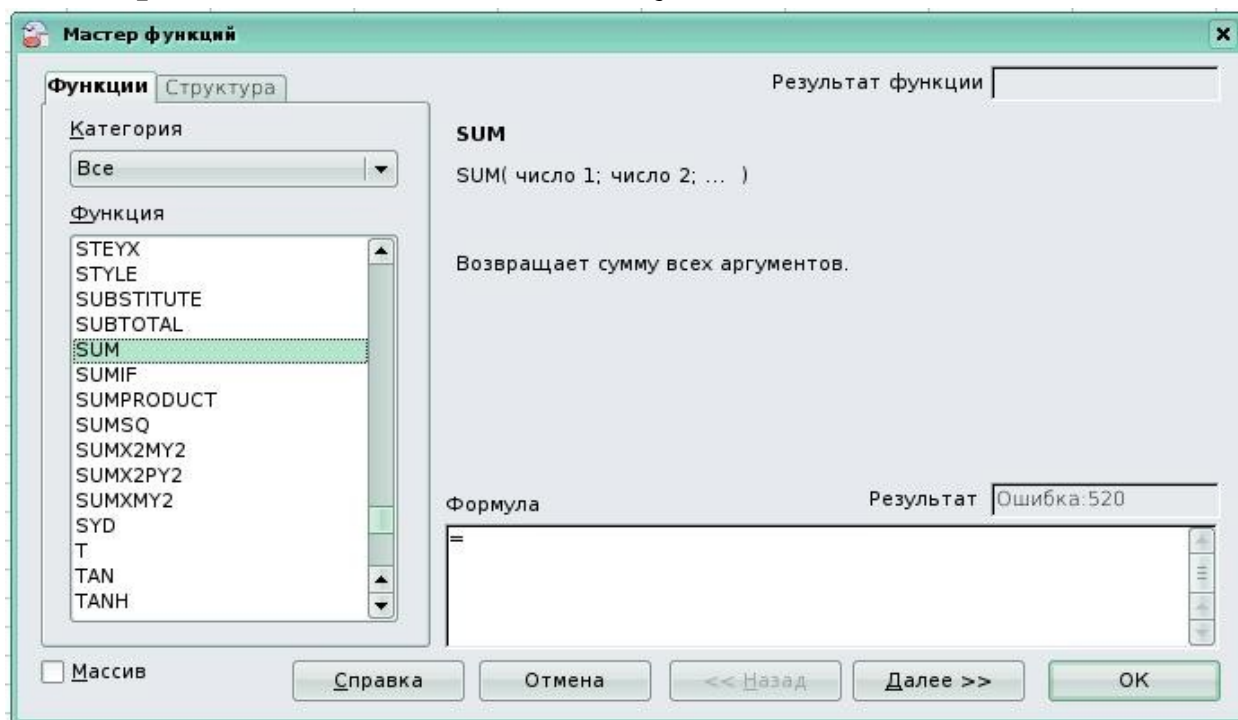 Мастер функций
Функции Структура
Результат функции
Категория
Все
Функция
STEYX
STYLE
SUBSTITUTE
SUBTOTAL
SUM
SUMIF
SUMPRODUCT
SUMSQ
SUMX2MY2
SUMX2PY2
SUMXMY2
SYD
T
TAN
TANH
SUM
SUM( число 1; число 2; ... )
Возвращает сумму всех аргументов.
Формула
Результат Ошибка:520
=
Массив
Справка
Отмена
<< Назад
Далее >>
OK